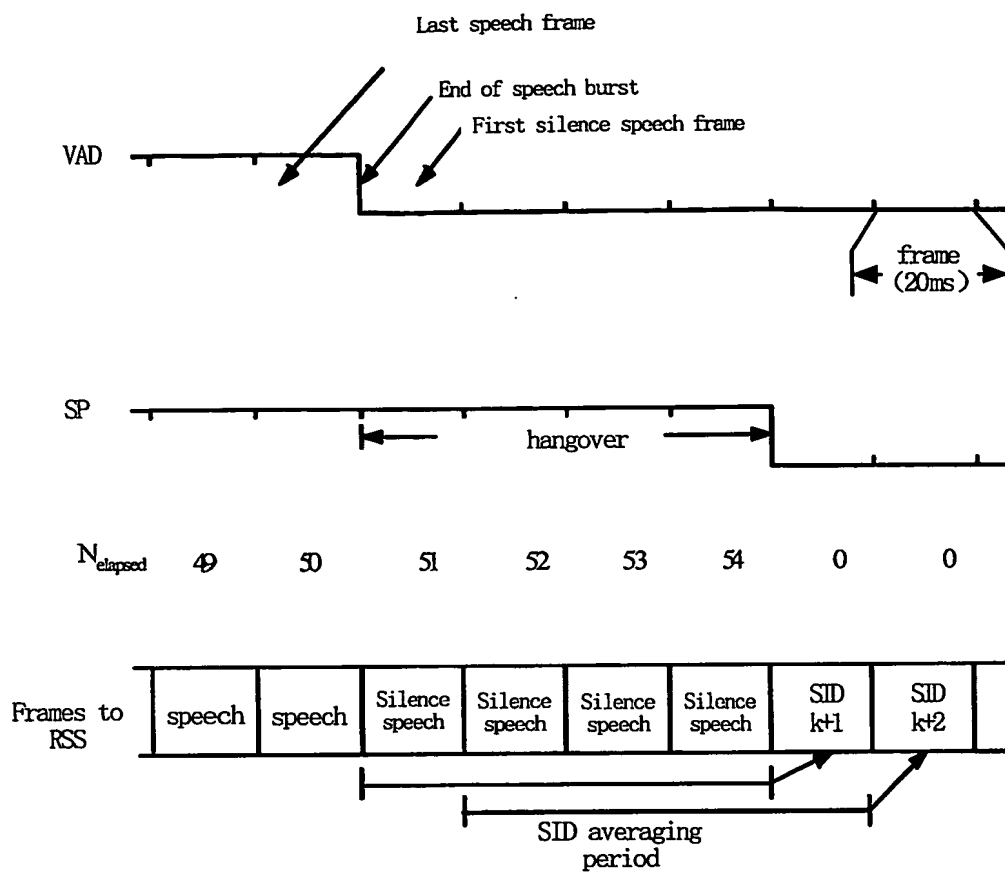 Last speech frame
End of speech burst
First silence speech frame
VAD
frame
(20ms)
SP
hangover
Nelapsed 49 50 51 52 53 54 0 0
Frames to
RSS
speech
speech
Silence
speech
Silence
speech
Silence
speech
Silence
speech
SID
k+1
SID
k+2
SID averaging
period